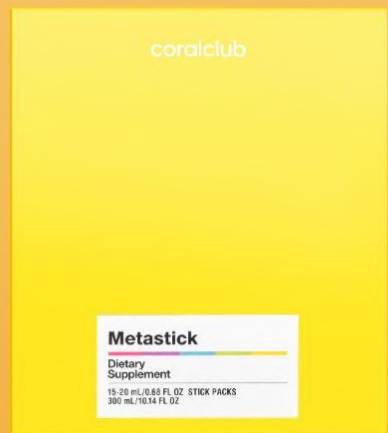 coralclub
Metastick
Dietary
Supplement
15-20 mL/0.68 FL OZ STICK PACKS
300 mL/10.14 FL OZ